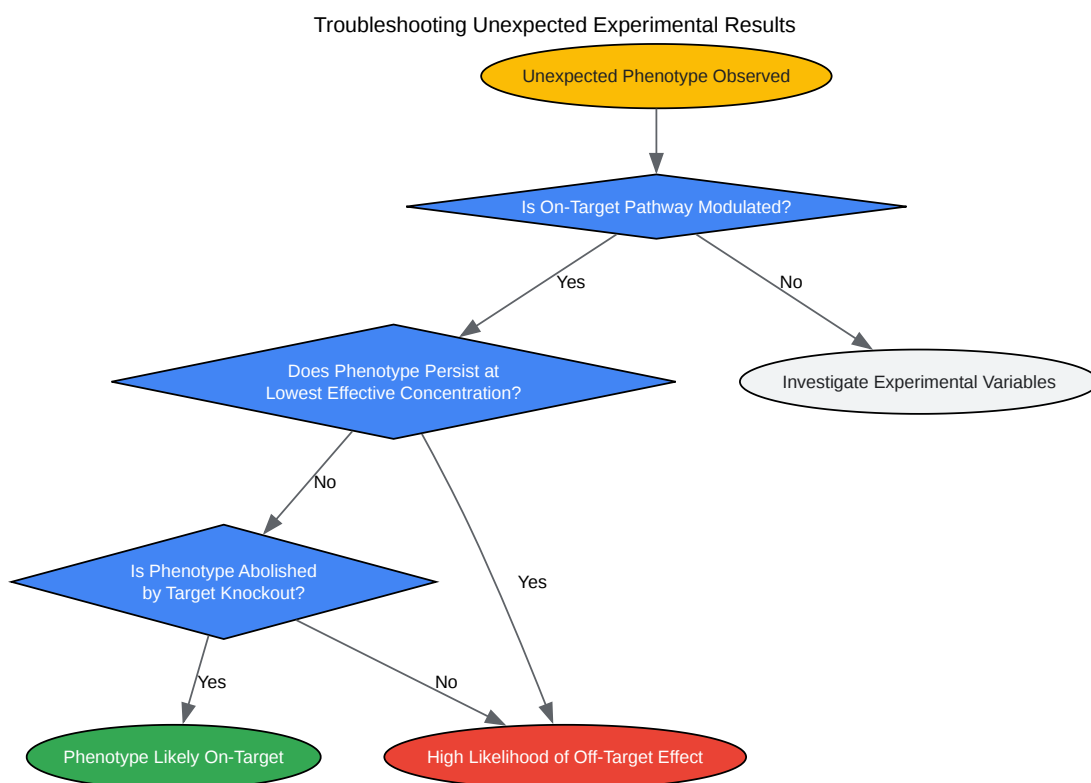 Troubleshooting Unexpected Experimental Results
Unexpected Phenotype Observed
Is On-Target Pathway Modulated?
Yes
No
Does Phenotype Persist at
Lowest Effective Concentration?
Investigate Experimental Variables
No
Yes
Is Phenotype Abolished
by Target Knockout?
Yes
No
Phenotype Likely On-Target
High Likelihood of Off-Target Effect